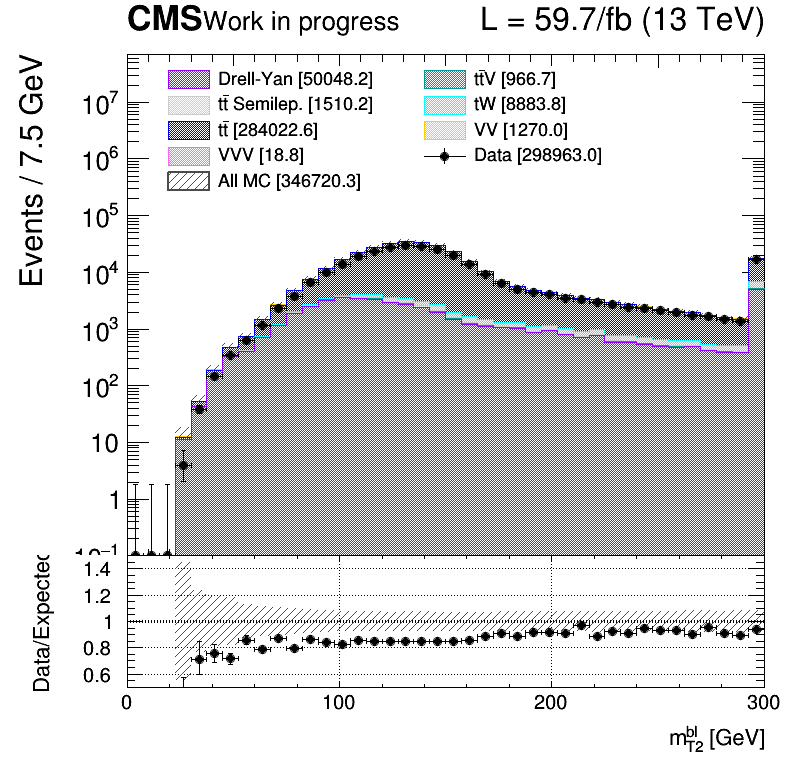 CMS Work in progress L = 59.7/fb (13 TeV)
Drell-Yan [50048.2] tt̄V [966.7]
tt̄ Semilep. [1510.2] tW [8883.8]
tt̄ [284022.6] VV [1270.0]
VVV [18.8] Data [298963.0]
All MC [346720.3]
Events / 7.5 GeV
10⁷
10⁶
10⁵
10⁴
10³
10²
10
1
10⁻¹
Data/Expected
1.4
1.2
1
0.8
0.6
0 100 200 300
m_{T2}^{bl} [GeV]